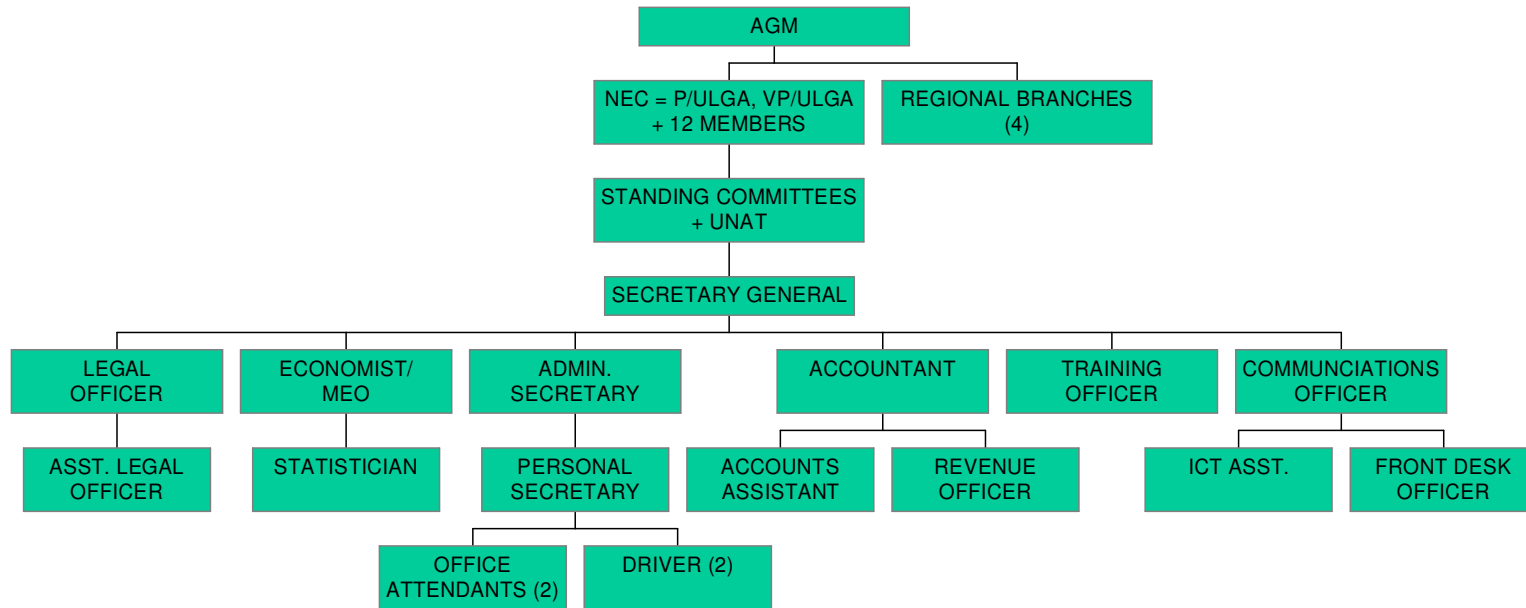 AGM
NEC = P/ULGA, VP/ULGA
+ 12 MEMBERS
REGIONAL BRANCHES
(4)
STANDING COMMITTEES
+ UNAT
SECRETARY GENERAL
LEGAL
OFFICER
ECONOMIST/
MEO
ADMIN.
SECRETARY
ACCOUNTANT
TRAINING
OFFICER
COMMUNCIATIONS
OFFICER
ASST. LEGAL
OFFICER
STATISTICIAN
PERSONAL
SECRETARY
ACCOUNTS
ASSISTANT
REVENUE
OFFICER
ICT ASST.
FRONT DESK
OFFICER
OFFICE
ATTENDANTS (2)
DRIVER (2)